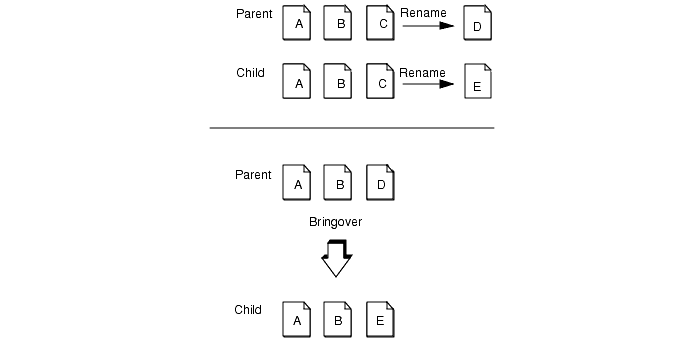 Parent A B C Rename D
Child A B C Rename E
Parent A B D
Bringover
Child A B E